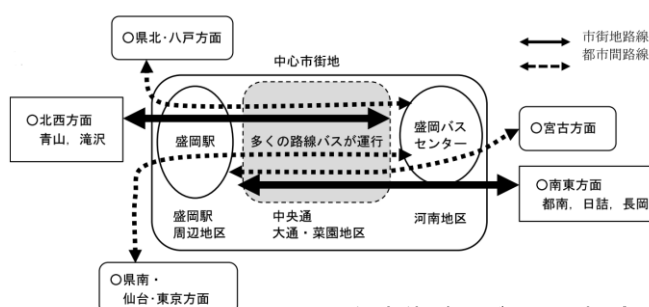 ○県北・八戸方面
中心市街地
市街地路線
都市間路線
○北西方面
青山，滝沢
盛岡駅
多くの路線バスが運行
盛岡バス
センター
○宮古方面
○南東方面
都南，日詰，長岡
盛岡駅
周辺地区
中央通
大通・菜園地区
河南地区
○県南・
仙台・東京方面